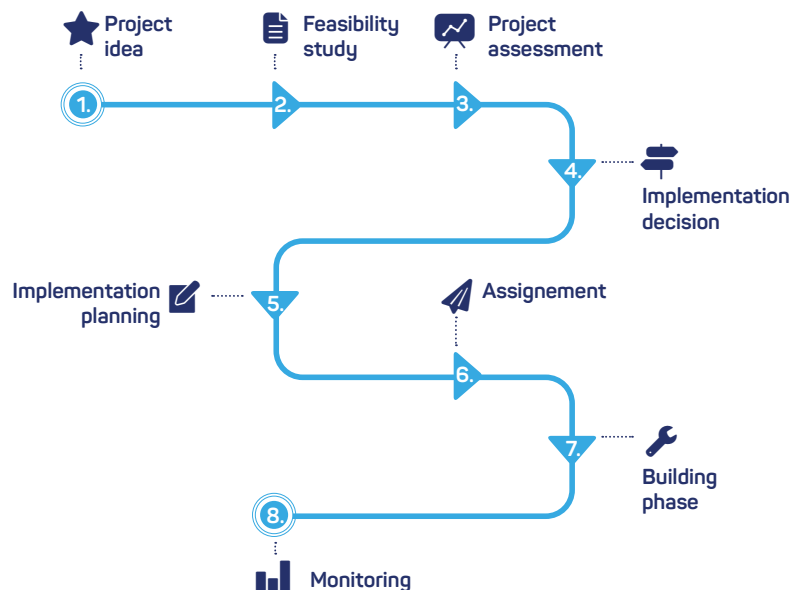 Project
idea
Feasibility
study
Project
assessment
1.
2.
3.
4.
Implementation
decision
Implementation
planning
5.
Assignement
6.
7.
Building
phase
8.
Monitoring